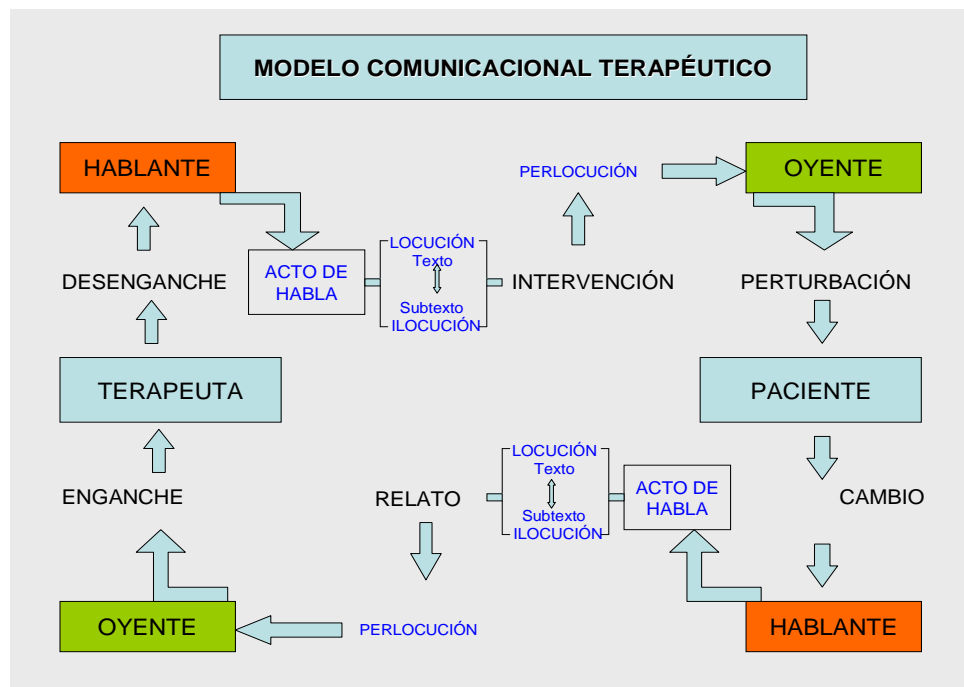 MODELO COMUNICACIONAL TERAPÉUTICO
HABLANTE
PERLOCUCIÓN
OYENTE
DESENGANCHE
ACTO DE
HABLA
LOCUCIÓN
Texto
Subtexto
ILOCUCIÓN
INTERVENCIÓN
PERTURBACIÓN
TERAPEUTA
PACIENTE
ENGANCHE
RELATO
LOCUCIÓN
Texto
Subtexto
ILOCUCIÓN
ACTO DE
HABLA
CAMBIO
OYENTE
PERLOCUCIÓN
HABLANTE